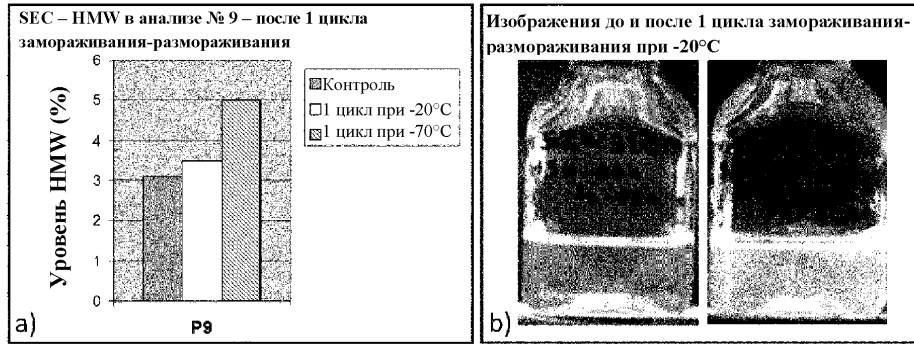 SEC – HMW в анализе № 9 – после 1 цикла
замораживания-размораживания
Уровень HMW (%)
6
5
4
3
2
1
0
P9
Контроль
1 цикл при -20°C
1 цикл при -70°C
a)
Изображения до и после 1 цикла замораживания-
размораживания при -20°C
b)